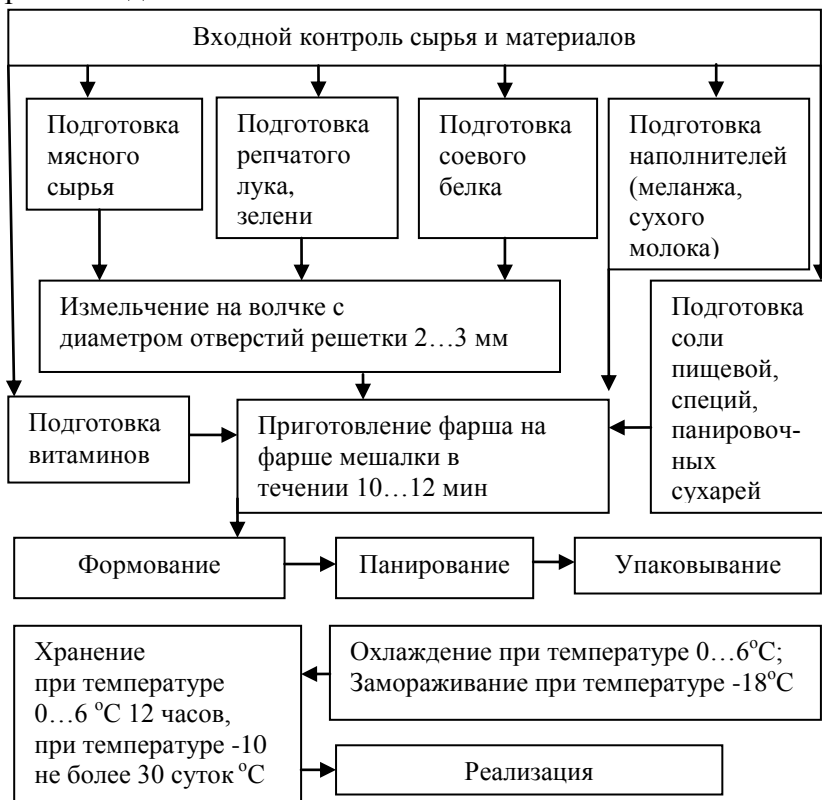 Входной контроль сырья и материалов
Подготовка
мясного
сырья
Подготовка
репчатого
лука,
зелени
Подготовка
соевого
белка
Подготовка
наполнителей
(меланжа,
сухого
молока)
Измельчение на волчке с
диаметром отверстий решетки 2…3 мм
Подготовка
соли
пищевой,
специй,
панировоч-
ных
сухарей
Подготовка
витаминов
Приготовление фарша на
фарше мешалки в
течении 10…12 мин
Формование
Панирование
Упаковывание
Охлаждение при температуре 0…6°С;
Замораживание при температуре -18°С
Хранение
при температуре
0…6 °С 12 часов,
при температуре -10
не более 30 суток °С
Реализация